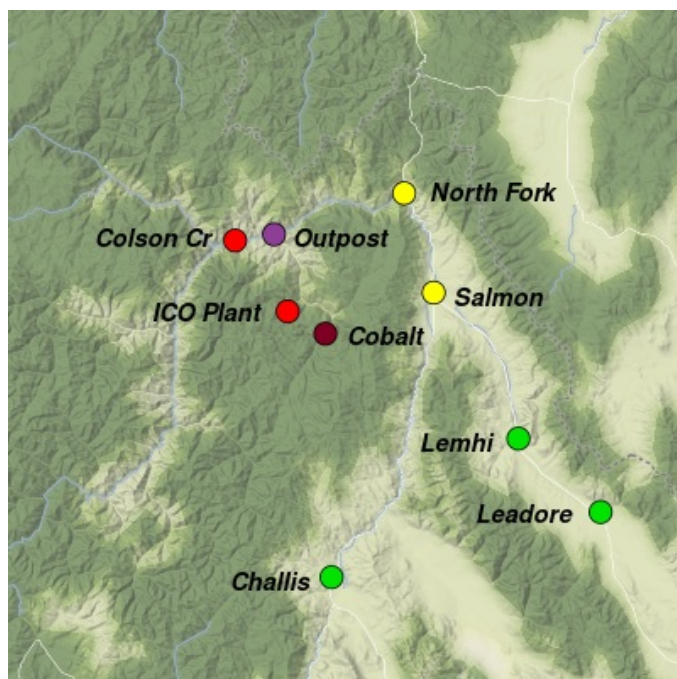 North Fork
Colson Cr
Outpost
Salmon
ICO Plant
Cobalt
Lemhi
Leadore
Challis